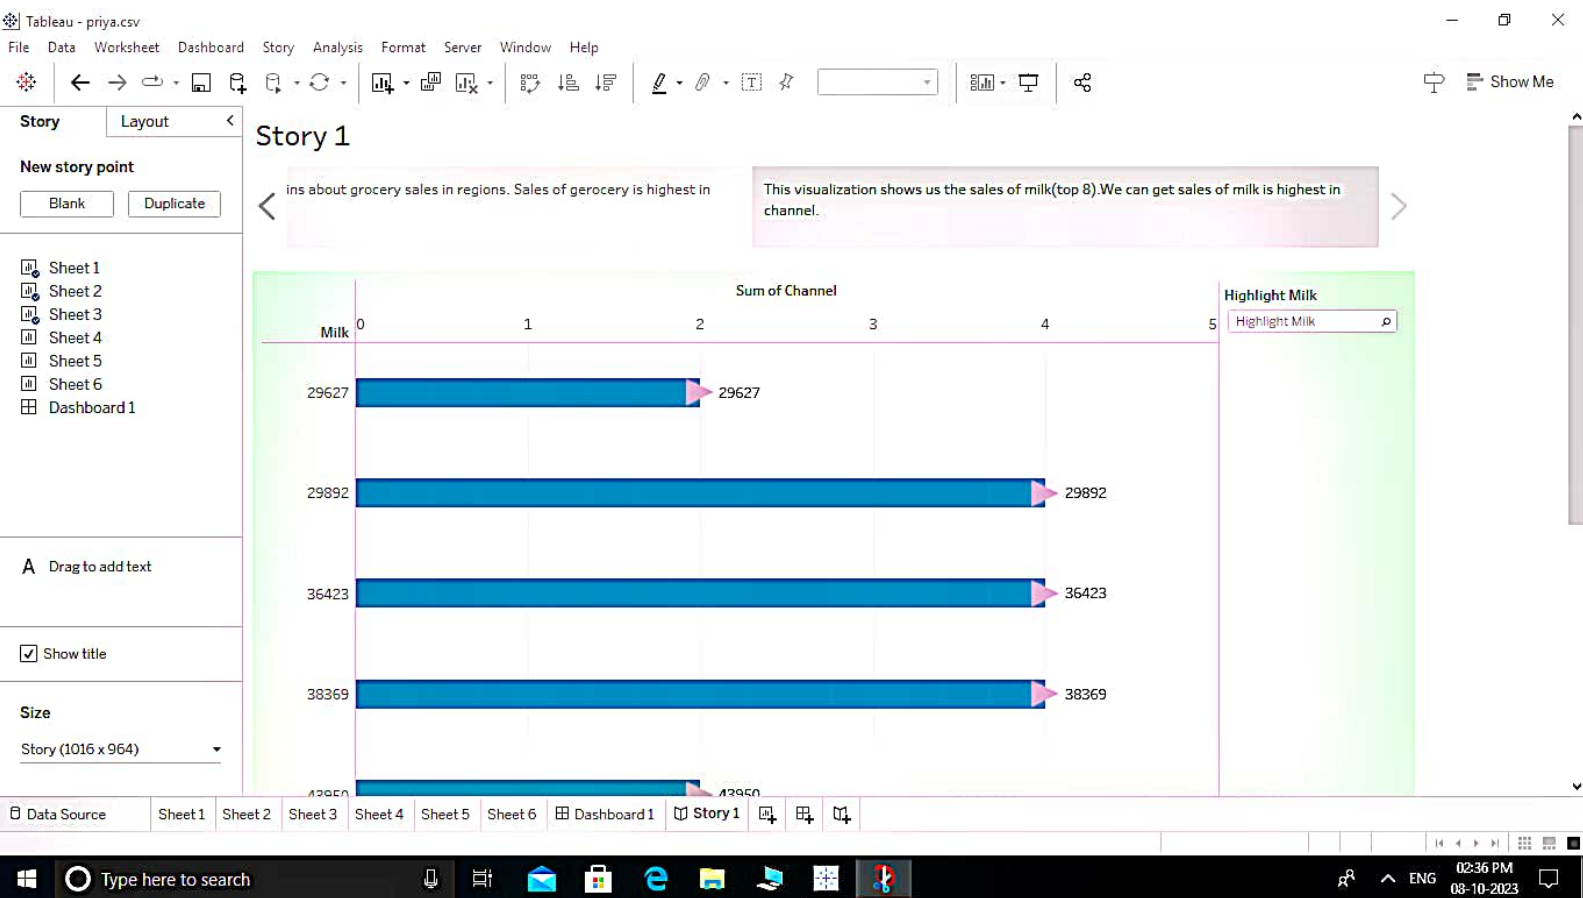 Tableau - priya.csv
File Data Worksheet Dashboard Story Analysis Format Server Window Help
Show Me
Story Layout
New story point
Blank Duplicate
Sheet 1
Sheet 2
Sheet 3
Sheet 4
Sheet 5
Sheet 6
Dashboard 1
A Drag to add text
Show title
Size
Story (1016 x 964)
Story 1
ins about grocery sales in regions. Sales of gerocery is highest in
This visualization shows us the sales of milk(top 8).We can get sales of milk is highest in
channel.
Sum of Channel
Milk 0 1 2 3 4 5
29627 29627
29892 29892
36423 36423
38369 38369
43950 43950
Highlight Milk
Highlight Milk
Data Source Sheet 1 Sheet 2 Sheet 3 Sheet 4 Sheet 5 Sheet 6 Dashboard 1 Story 1
Type here to search
ENG
02:36 PM
08-10-2023